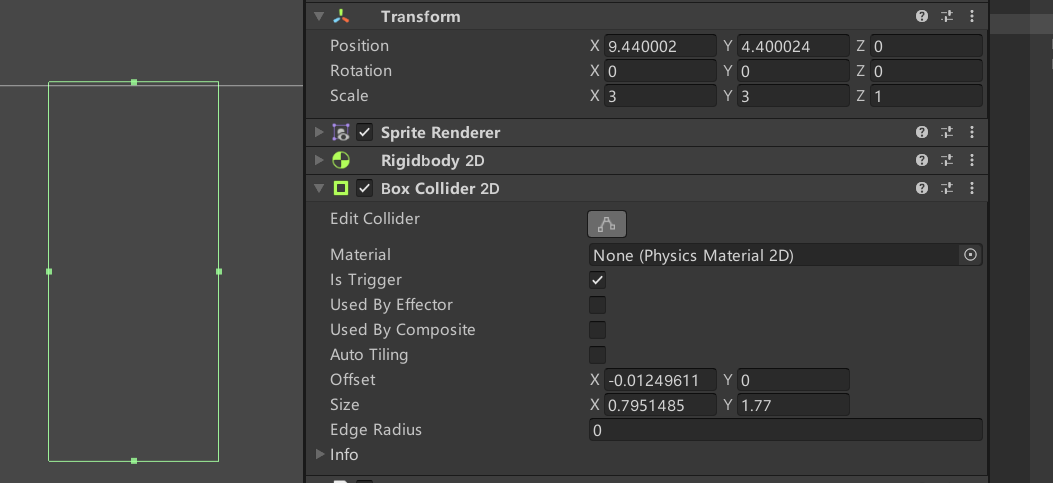 Transform
Position X 9.440002 Y 4.400024 Z 0
Rotation X 0 Y 0 Z 0
Scale X 3 Y 3 Z 1
Sprite Renderer
Rigidbody 2D
Box Collider 2D
Edit Collider
Material None (Physics Material 2D)
Is Trigger
Used By Effector
Used By Composite
Auto Tiling
Offset X -0.01249611 Y 0
Size X 0.7951485 Y 1.77
Edge Radius 0
Info